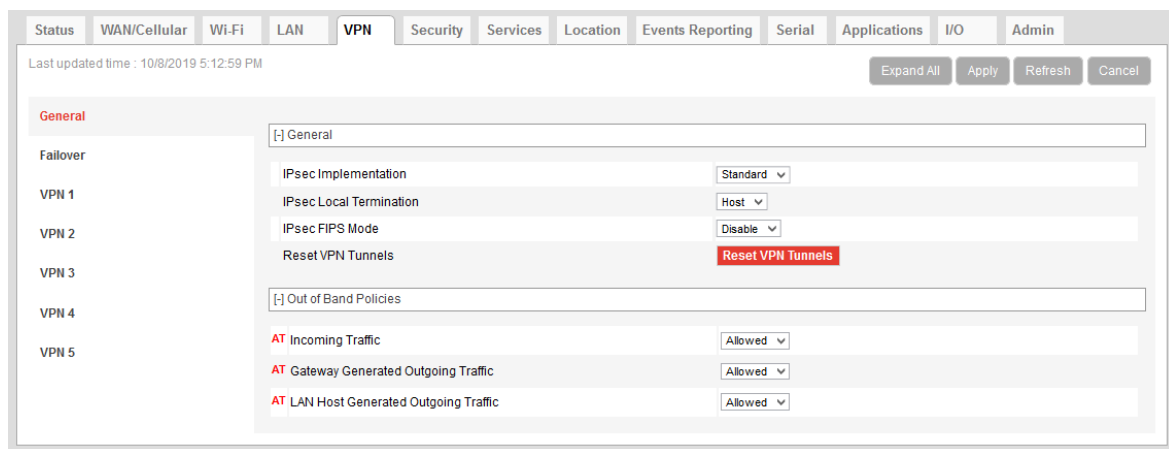 Status WAN/Cellular Wi-Fi LAN VPN Security Services Location Events Reporting Serial Applications I/O Admin
Last updated time : 10/8/2019 5:12:59 PM
Expand All Apply Refresh Cancel
General
Failover
VPN 1
VPN 2
VPN 3
VPN 4
VPN 5
[-] General
IPsec Implementation Standard
IPsec Local Termination Host
IPsec FIPS Mode Disable
Reset VPN Tunnels Reset VPN Tunnels
[-] Out of Band Policies
AT Incoming Traffic Allowed
AT Gateway Generated Outgoing Traffic Allowed
AT LAN Host Generated Outgoing Traffic Allowed